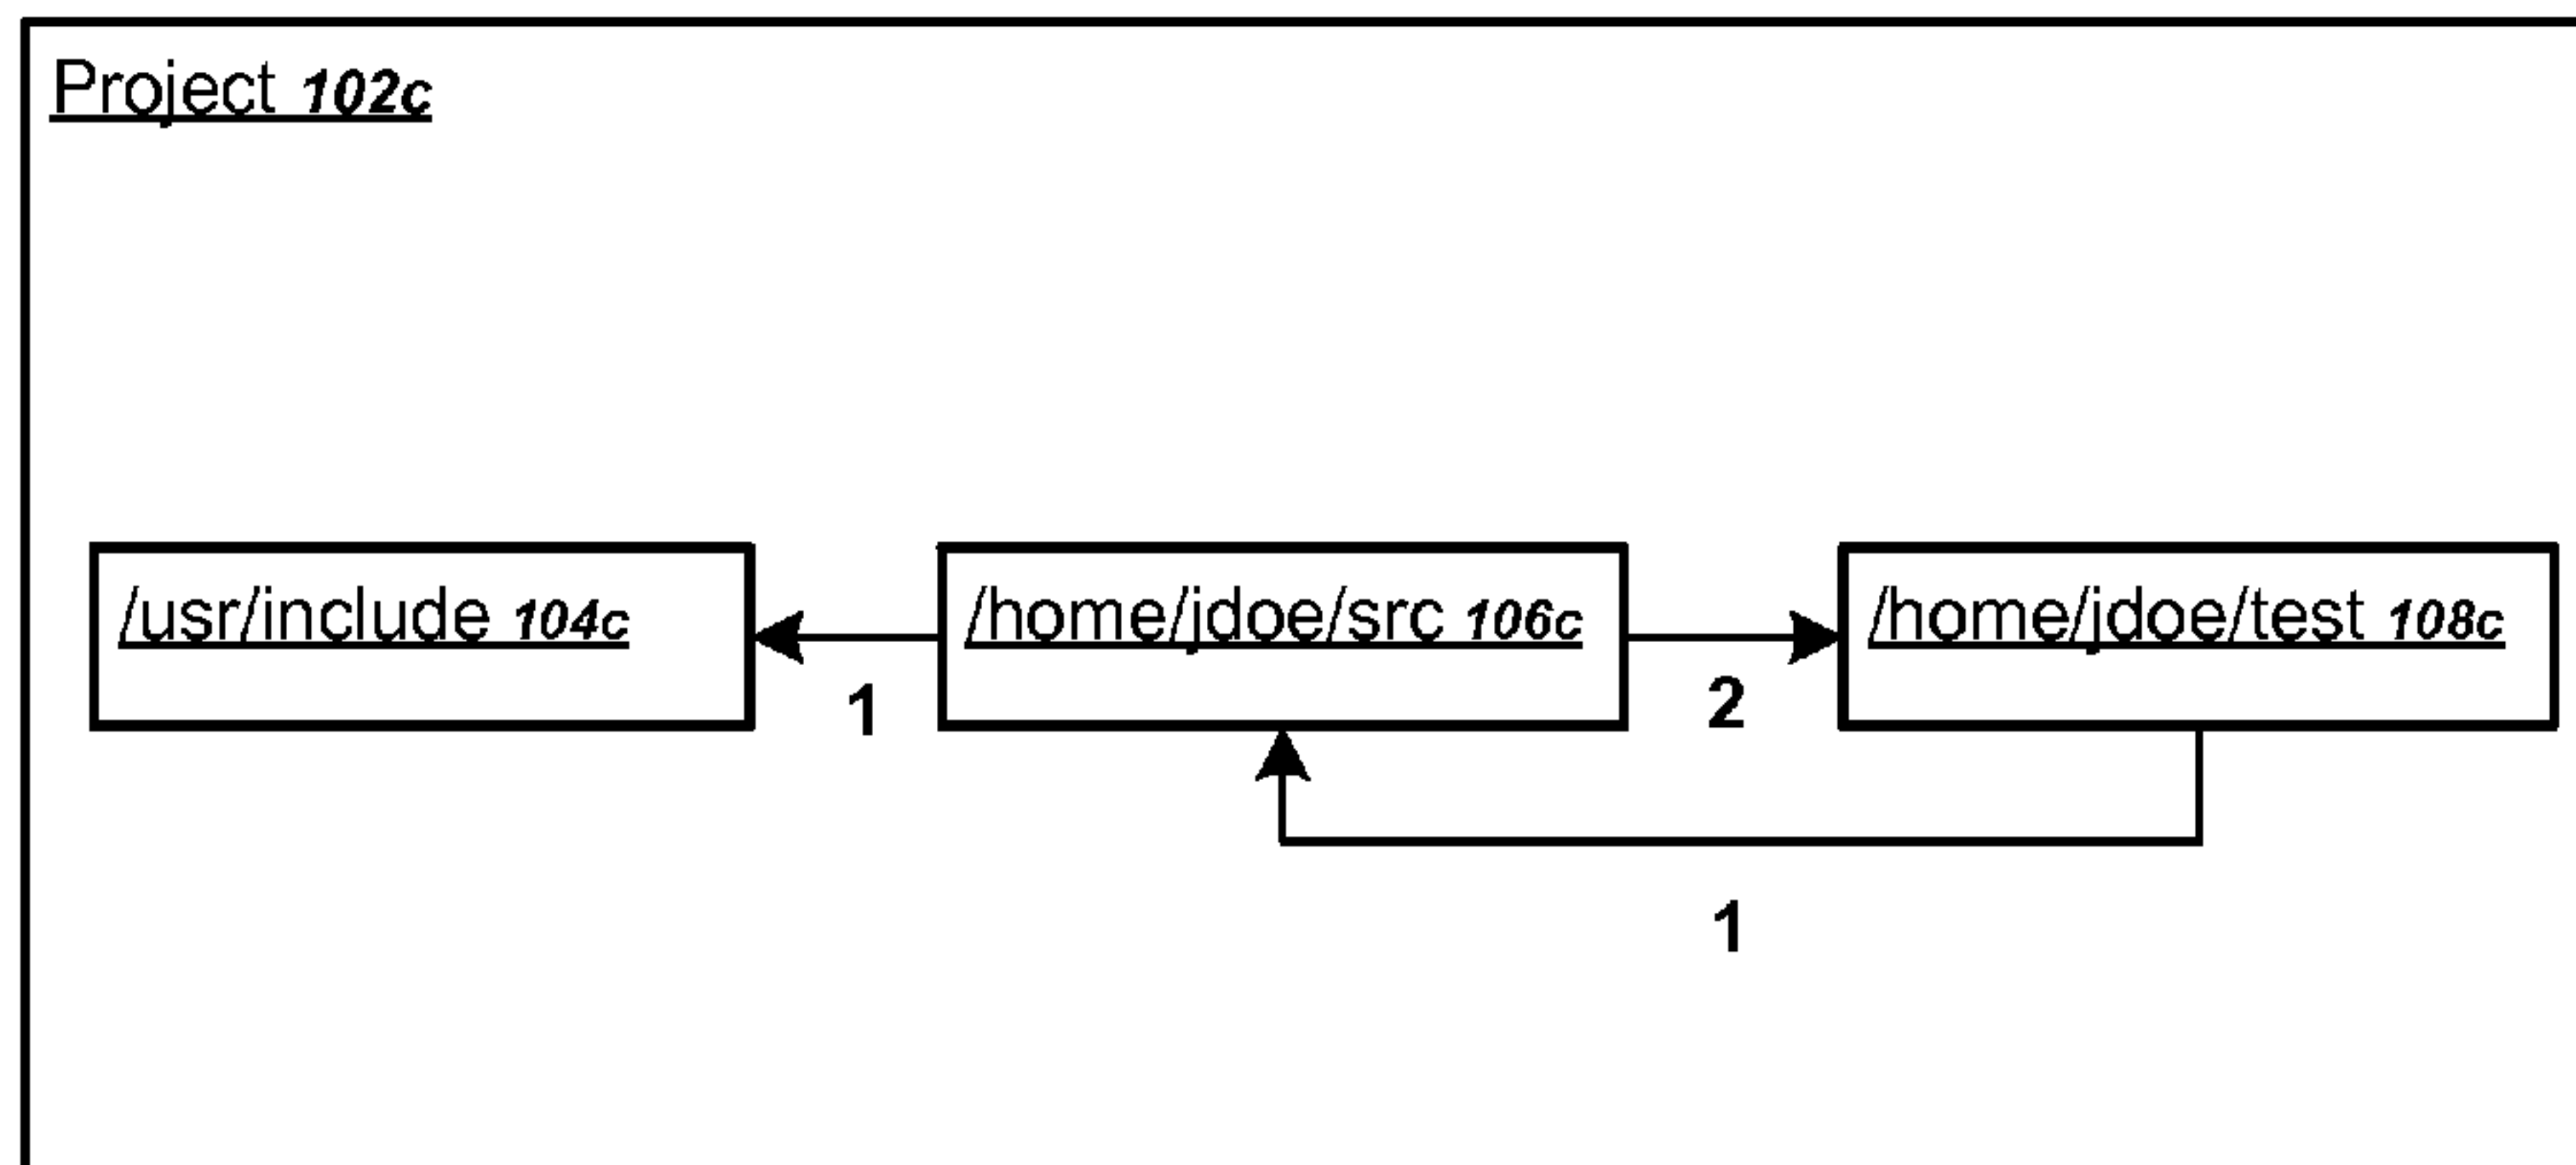 Project 102c
/usr/include 104c
/home/jdoe/src 106c
/home/jdoe/test 108c
1
2
1